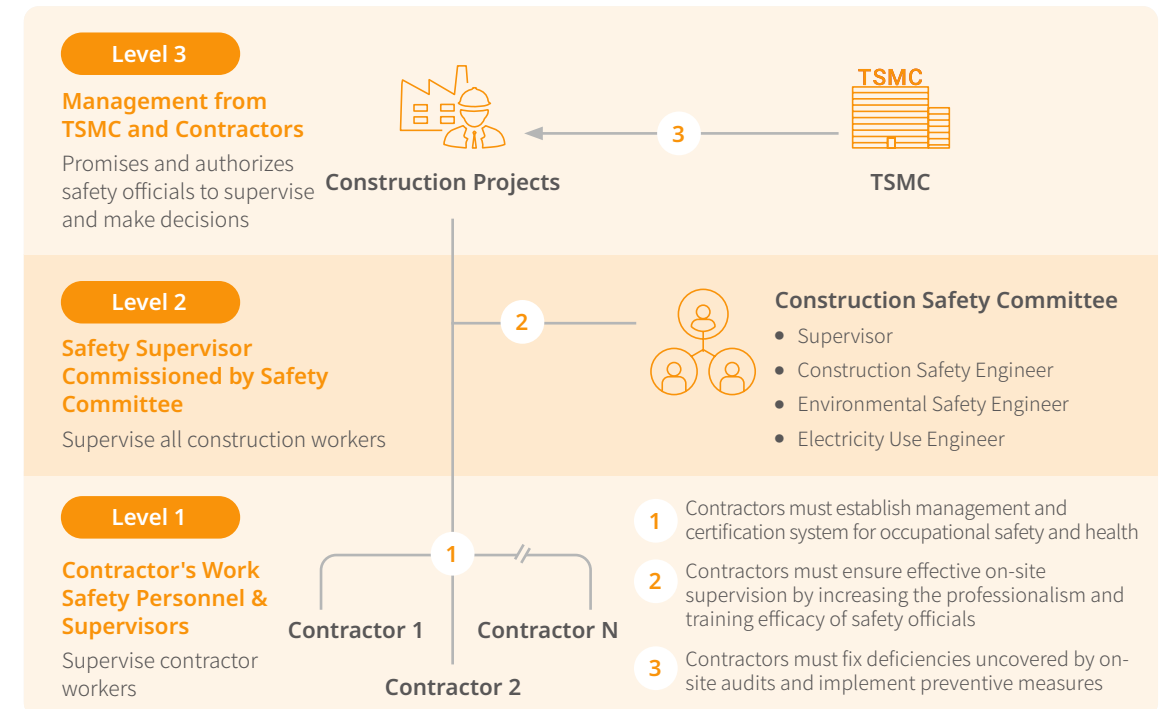 Level 3
Management from
TSMC and Contractors
Promises and authorizes
safety officials to supervise
and make decisions
Construction Projects
3
TSMC
TSMC
Level 2
Safety Supervisor
Commissioned by Safety
Committee
Supervise all construction workers
2
Construction Safety Committee
• Supervisor
• Construction Safety Engineer
• Environmental Safety Engineer
• Electricity Use Engineer
Level 1
Contractor's Work
Safety Personnel &
Supervisors
Supervise contractor
workers
1
Contractor 1
Contractor N
Contractor 2
1
Contractors must establish management and
certification system for occupational safety and health
2
Contractors must ensure effective on-site
supervision by increasing the professionalism and
training efficacy of safety officials
3
Contractors must fix deficiencies uncovered by on-
site audits and implement preventive measures